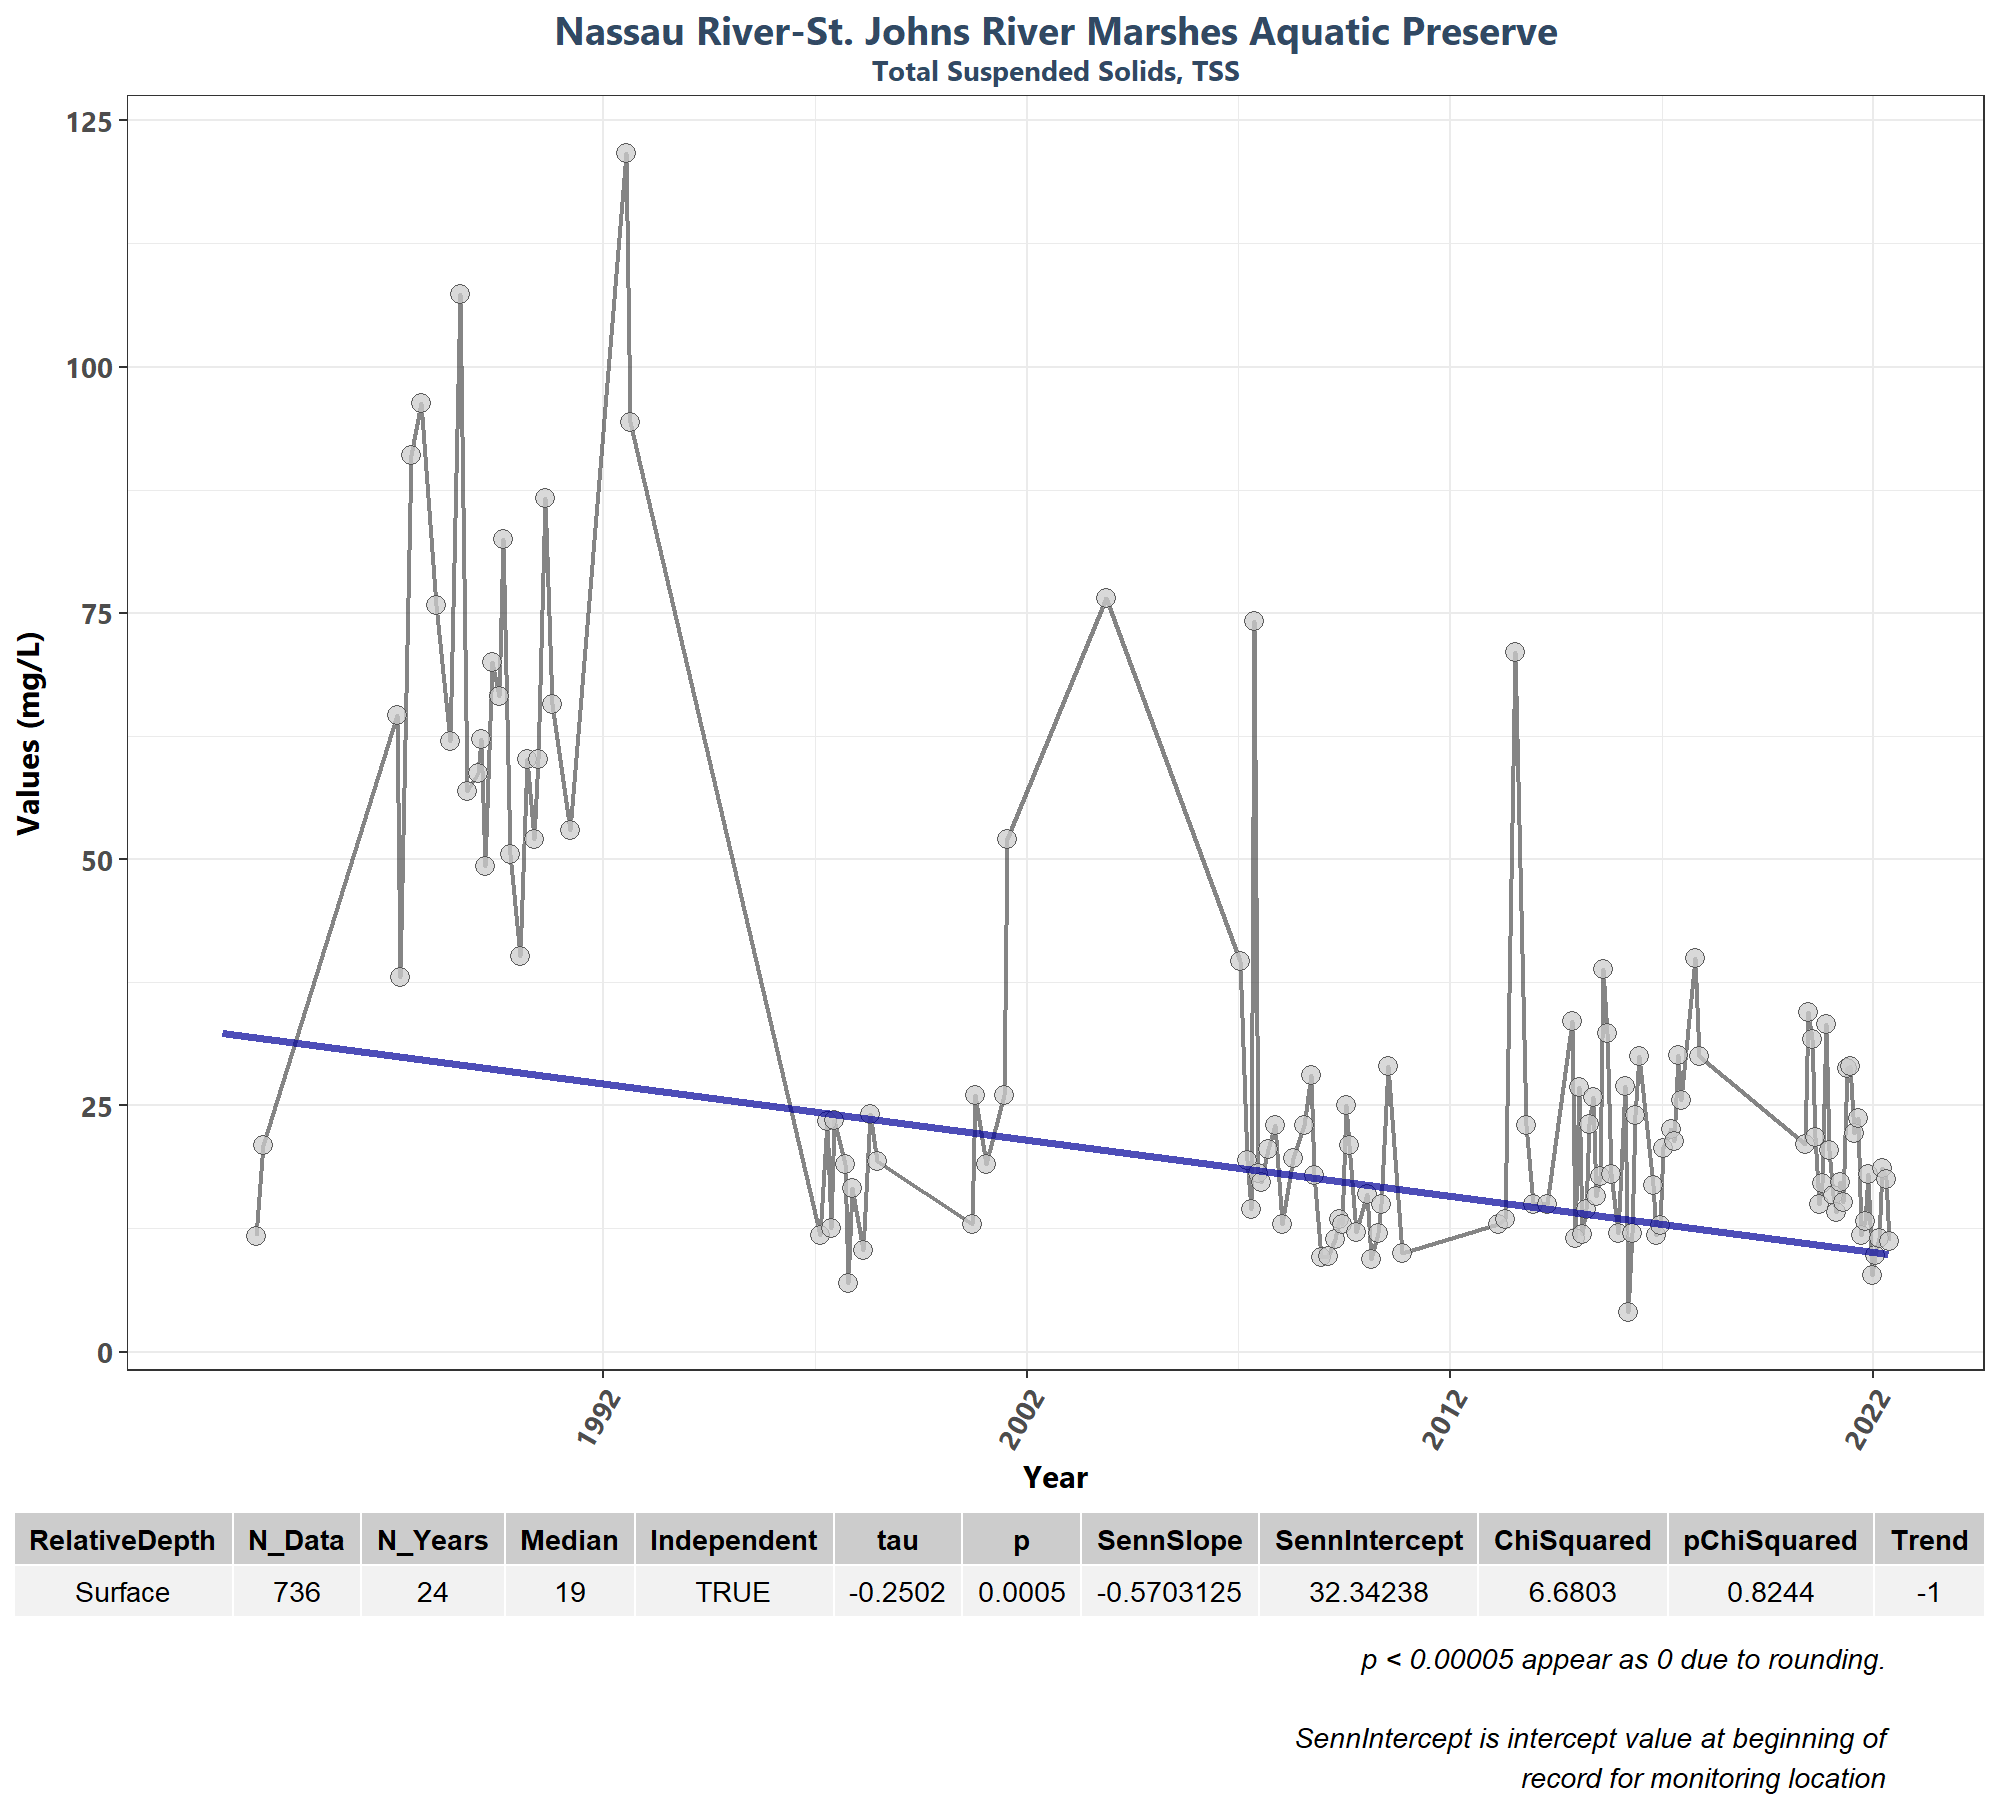 Nassau River-St. Johns River Marshes Aquatic Preserve
Total Suspended Solids, TSS
Values (mg/L)
125
100
75
50
25
0
1992
2002
2012
2022
Year
RelativeDepth N_Data N_Years Median Independent tau p SennSlope SennIntercept ChiSquared pChiSquared Trend
Surface 736 24 19 TRUE -0.2502 0.0005 -0.5703125 32.34238 6.6803 0.8244 -1
p < 0.00005 appear as 0 due to rounding.
SennIntercept is intercept value at beginning of
record for monitoring location